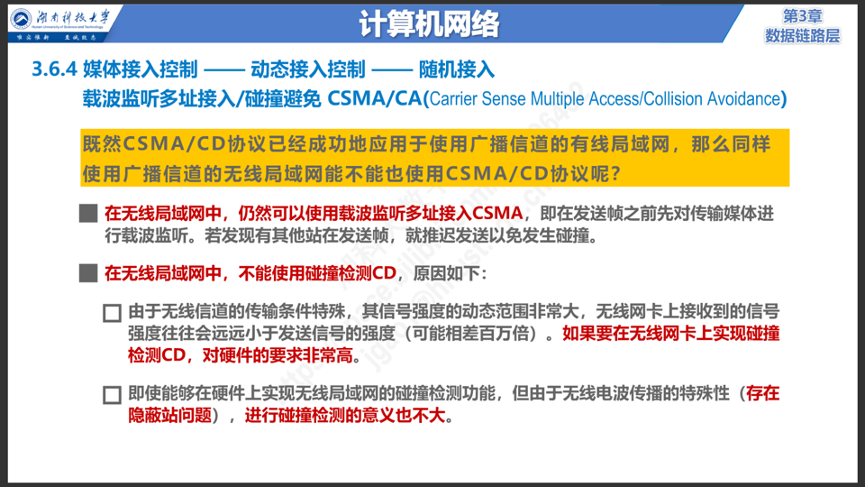 湖南科技大学
Hunan University of Science and Technology
唯实惟新 至诚致志
计算机网络
第3章
数据链路层
3.6.4 媒体接入控制 —— 动态接入控制 —— 随机接入
载波监听多址接入/碰撞避免 CSMA/CA(Carrier Sense Multiple Access/Collision Avoidance)
既然CSMA/CD协议已经成功地应用于使用广播信道的有线局域网，那么同样
使用广播信道的无线局域网能不能也使用CSMA/CD协议呢？
在无线局域网中，仍然可以使用载波监听多址接入CSMA，即在发送帧之前先对传输媒体进
行载波监听。若发现有其他站在发送帧，就推迟发送以免发生碰撞。
在无线局域网中，不能使用碰撞检测CD，原因如下：
由于无线信道的传输条件特殊，其信号强度的动态范围非常大，无线网卡上接收到的信号
强度往往会远远小于发送信号的强度（可能相差百万倍）。如果要在无线网卡上实现碰撞
检测CD，对硬件的要求非常高。
即使能够在硬件上实现无线局域网的碰撞检测功能，但由于无线电波传播的特殊性（存在
隐蔽站问题），进行碰撞检测的意义也不大。